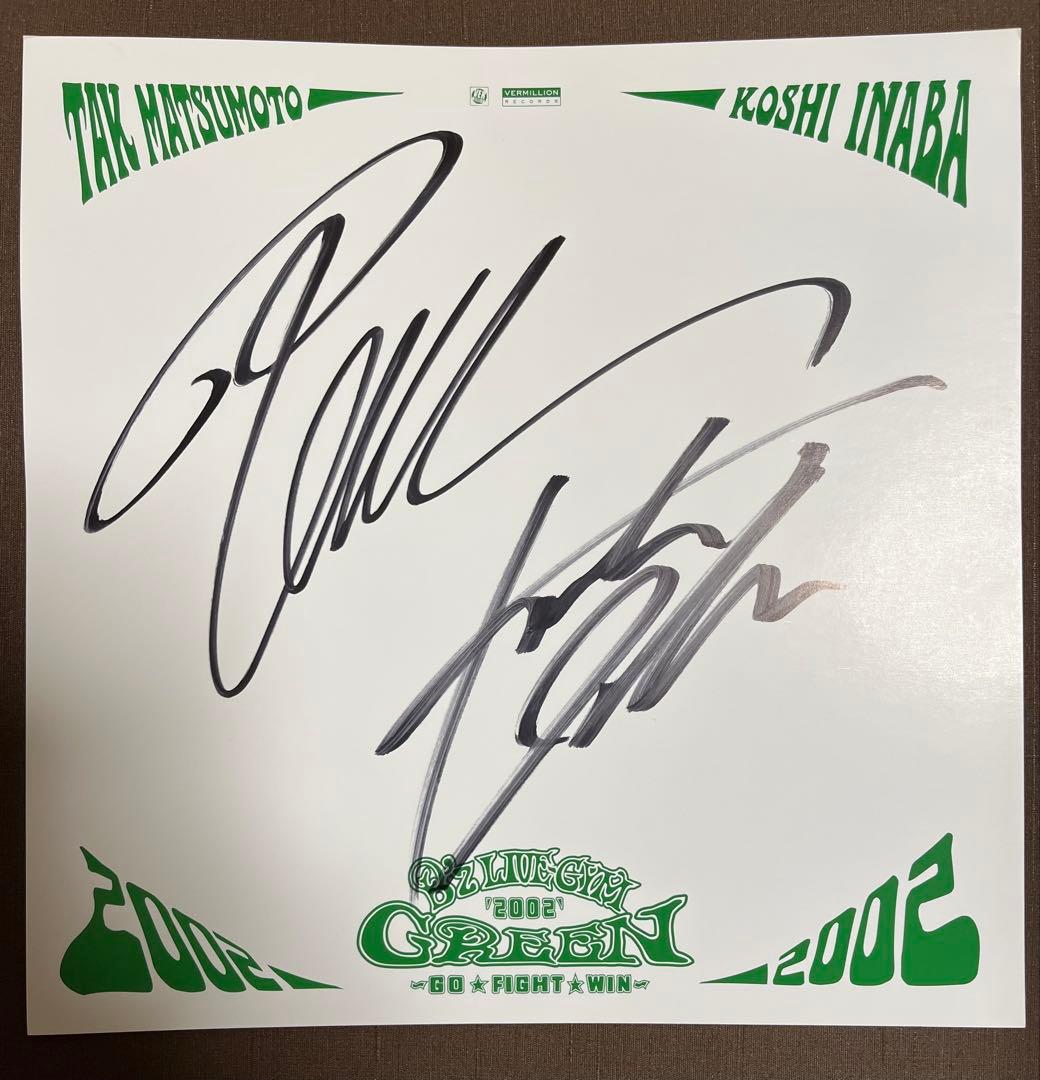 TAK MATSUMOTO
VERMILLION
RECORDS
KOSHI INABA
B'z LIVE-GYM
'2002'
GREEN
~GO★FIGHT★WIN~
2002
2002